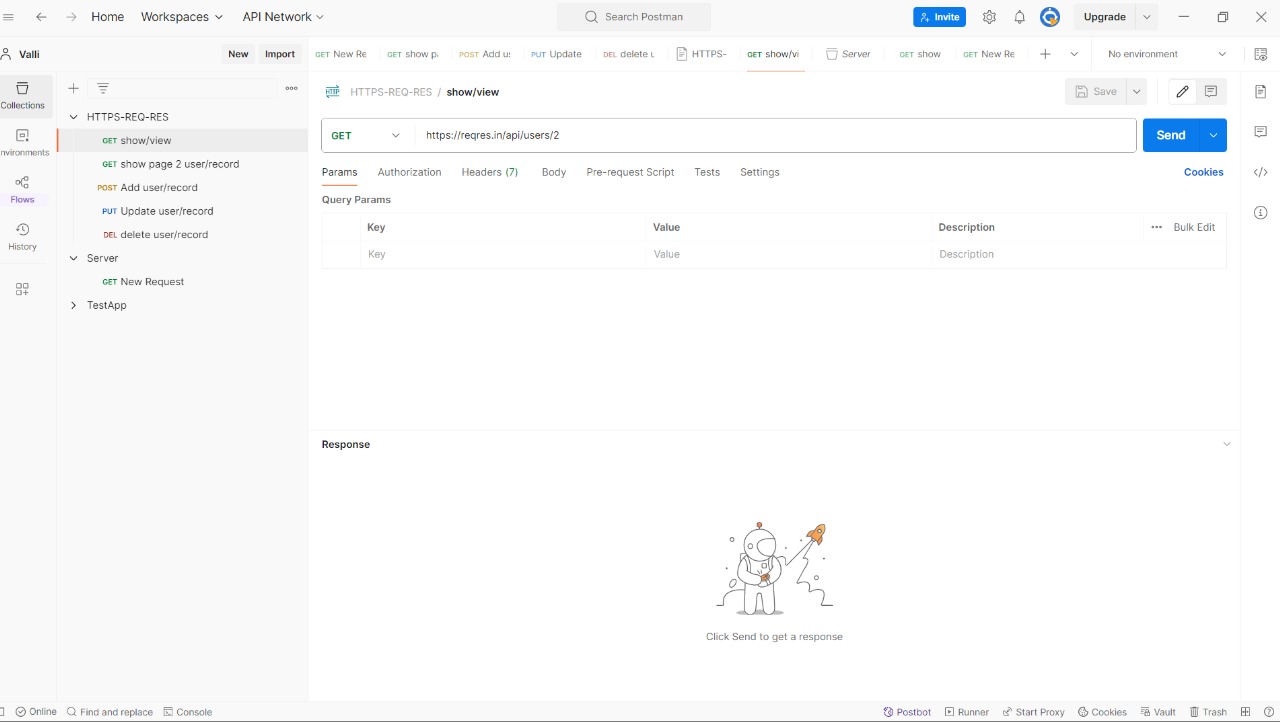 Home Workspaces API Network Search Postman Invite Upgrade
Valli New Import GET New Re GET show pa POST Add us PUT Update DEL delete u HTTPS- GET show/vi Server GET show GET New Re No environment
Collections
nvironments
Flows
History
HTTPS-REQ-RES
GET show/view
GET show page 2 user/record
POST Add user/record
PUT Update user/record
DEL delete user/record
Server
GET New Request
TestApp
HTTP HTTPS-REQ-RES / show/view Save
GET https://reqres.in/api/users/2 Send
Params Authorization Headers (7) Body Pre-request Script Tests Settings Cookies
Query Params
Key Value Description Bulk Edit
Key Value Description
Response
Click Send to get a response
Online Find and replace Console Postbot Runner Start Proxy Cookies Vault Trash